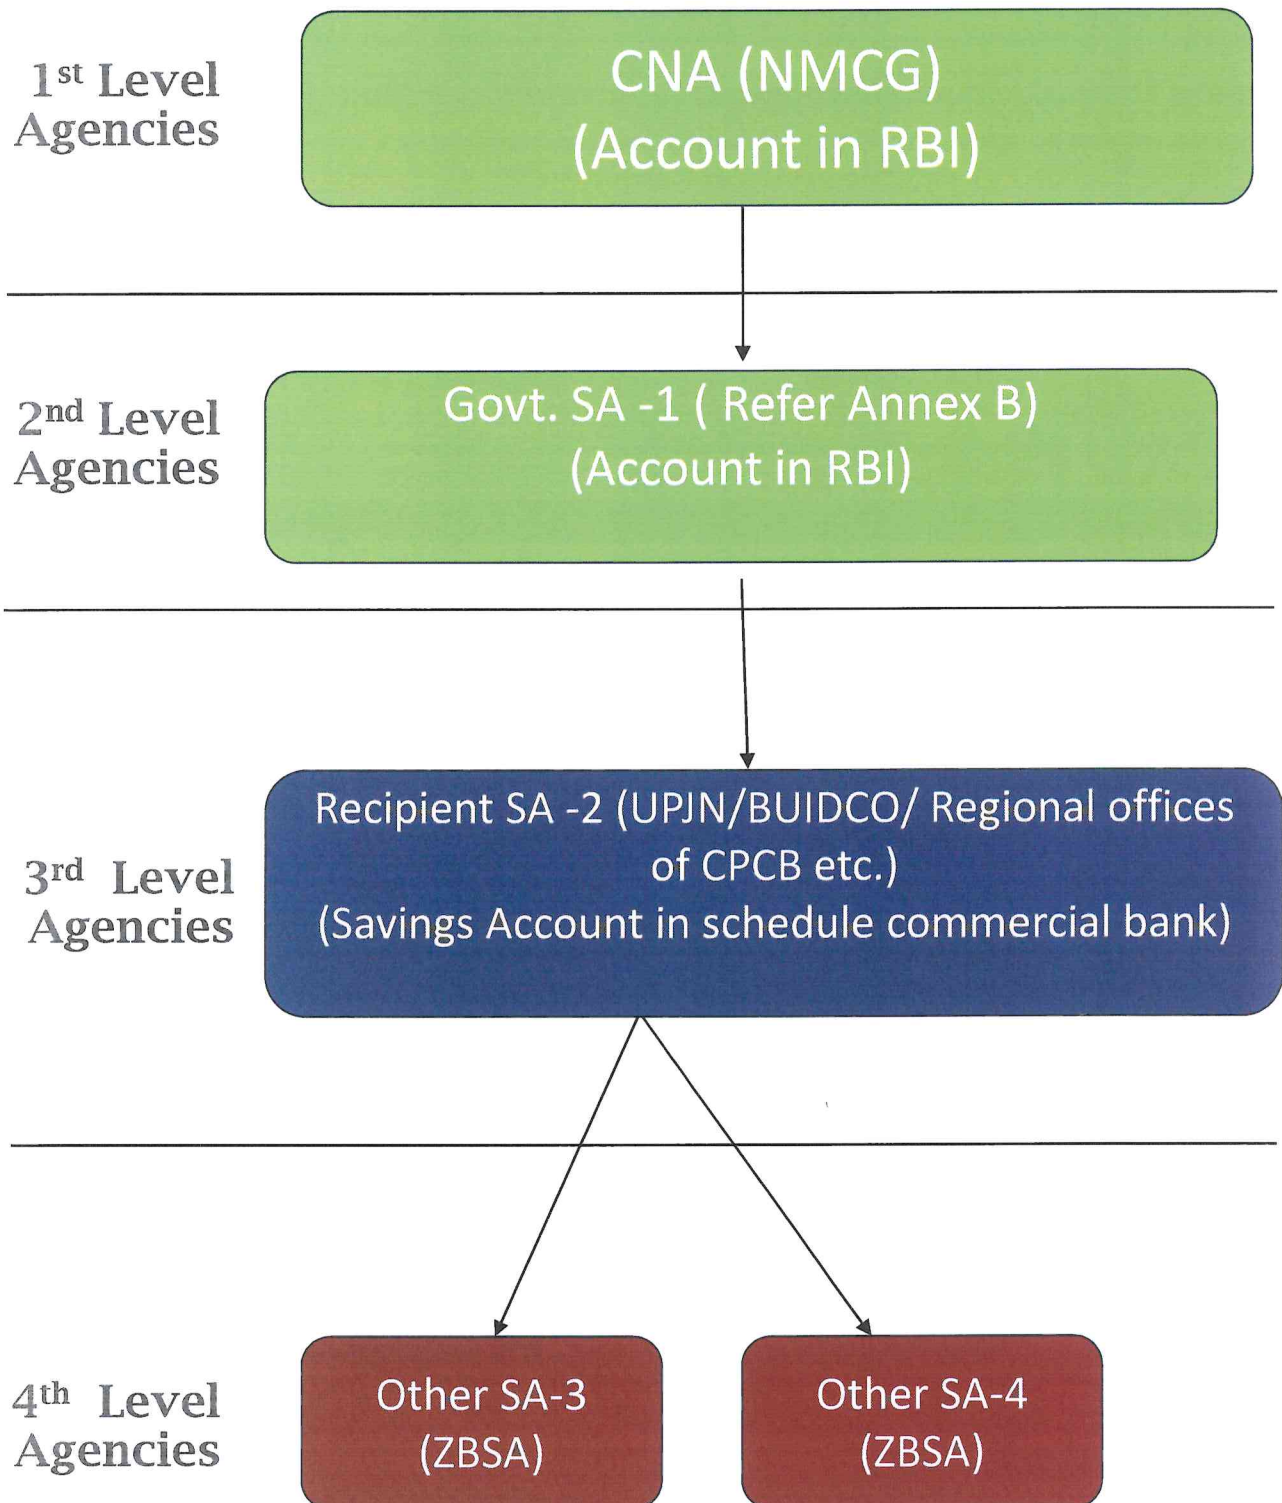 1st Level
Agencies
CNA (NMCG)
(Account in RBI)
2nd Level
Agencies
Govt. SA -1 ( Refer Annex B)
(Account in RBI)
3rd Level
Agencies
Recipient SA -2 (UPJN/BUIDCO/ Regional offices
of CPCB etc.)
(Savings Account in schedule commercial bank)
4th Level
Agencies
Other SA-3
(ZBSA)
Other SA-4
(ZBSA)